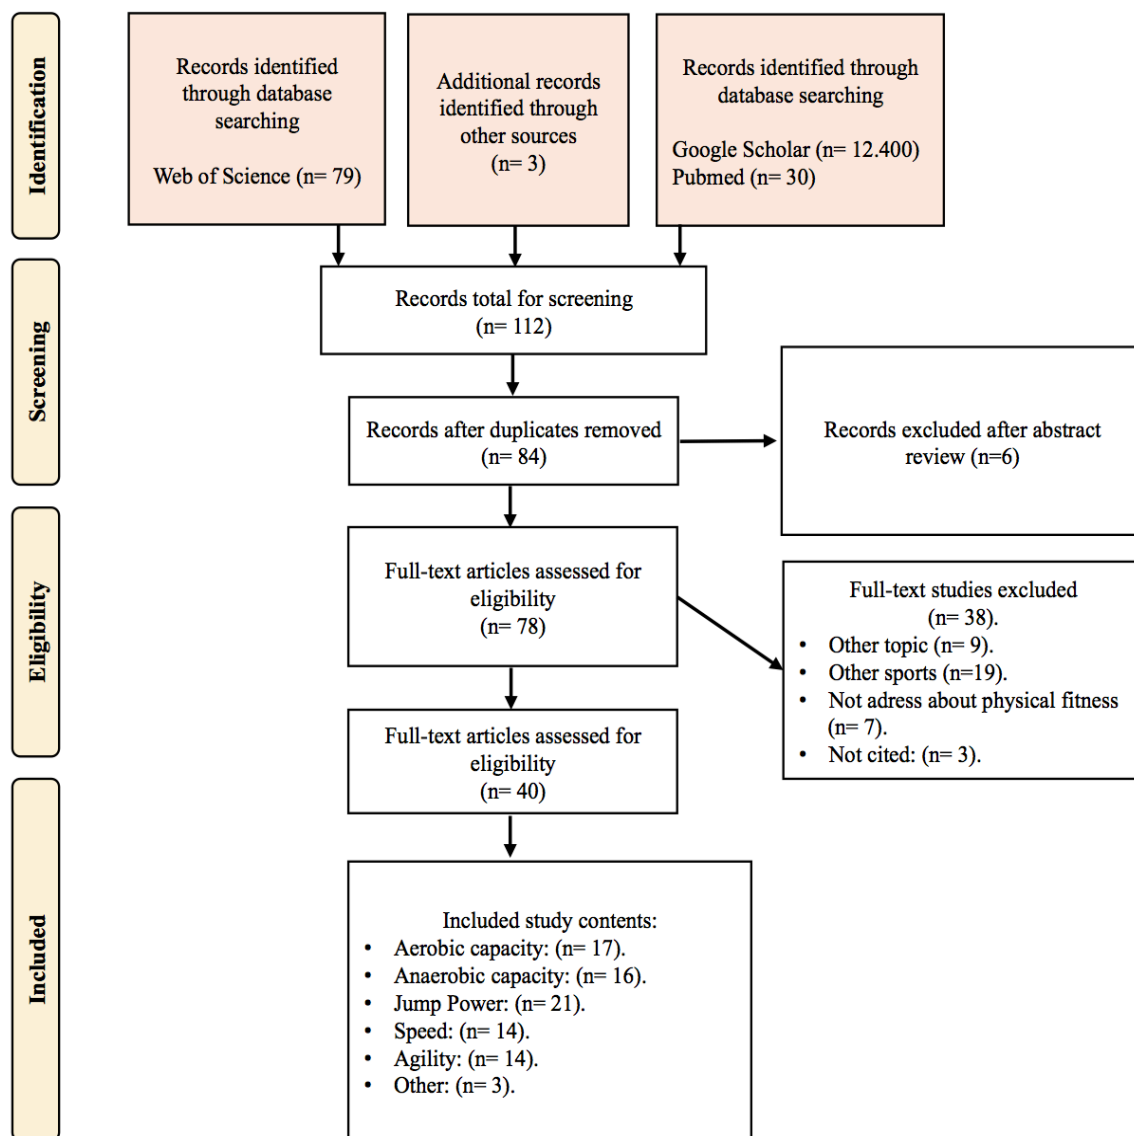 Identification
Records identified
through database
searching
Web of Science (n= 79)
Additional records
identified through
other sources
(n= 3)
Records identified through
database searching
Google Scholar (n= 12.400)
Pubmed (n= 30)
Screening
Records total for screening
(n= 112)
Records after duplicates removed
(n= 84)
Records excluded after abstract
review (n=6)
Eligibility
Full-text articles assessed for
eligibility
(n= 78)
Full-text studies excluded
(n= 38).
• Other topic (n= 9).
• Other sports (n=19).
• Not adress about physical fitness
(n= 7).
• Not cited: (n= 3).
Full-text articles assessed for
eligibility
(n= 40)
Included
Included study contents:
• Aerobic capacity: (n= 17).
• Anaerobic capacity: (n= 16).
• Jump Power: (n= 21).
• Speed: (n= 14).
• Agility: (n= 14).
• Other: (n= 3).